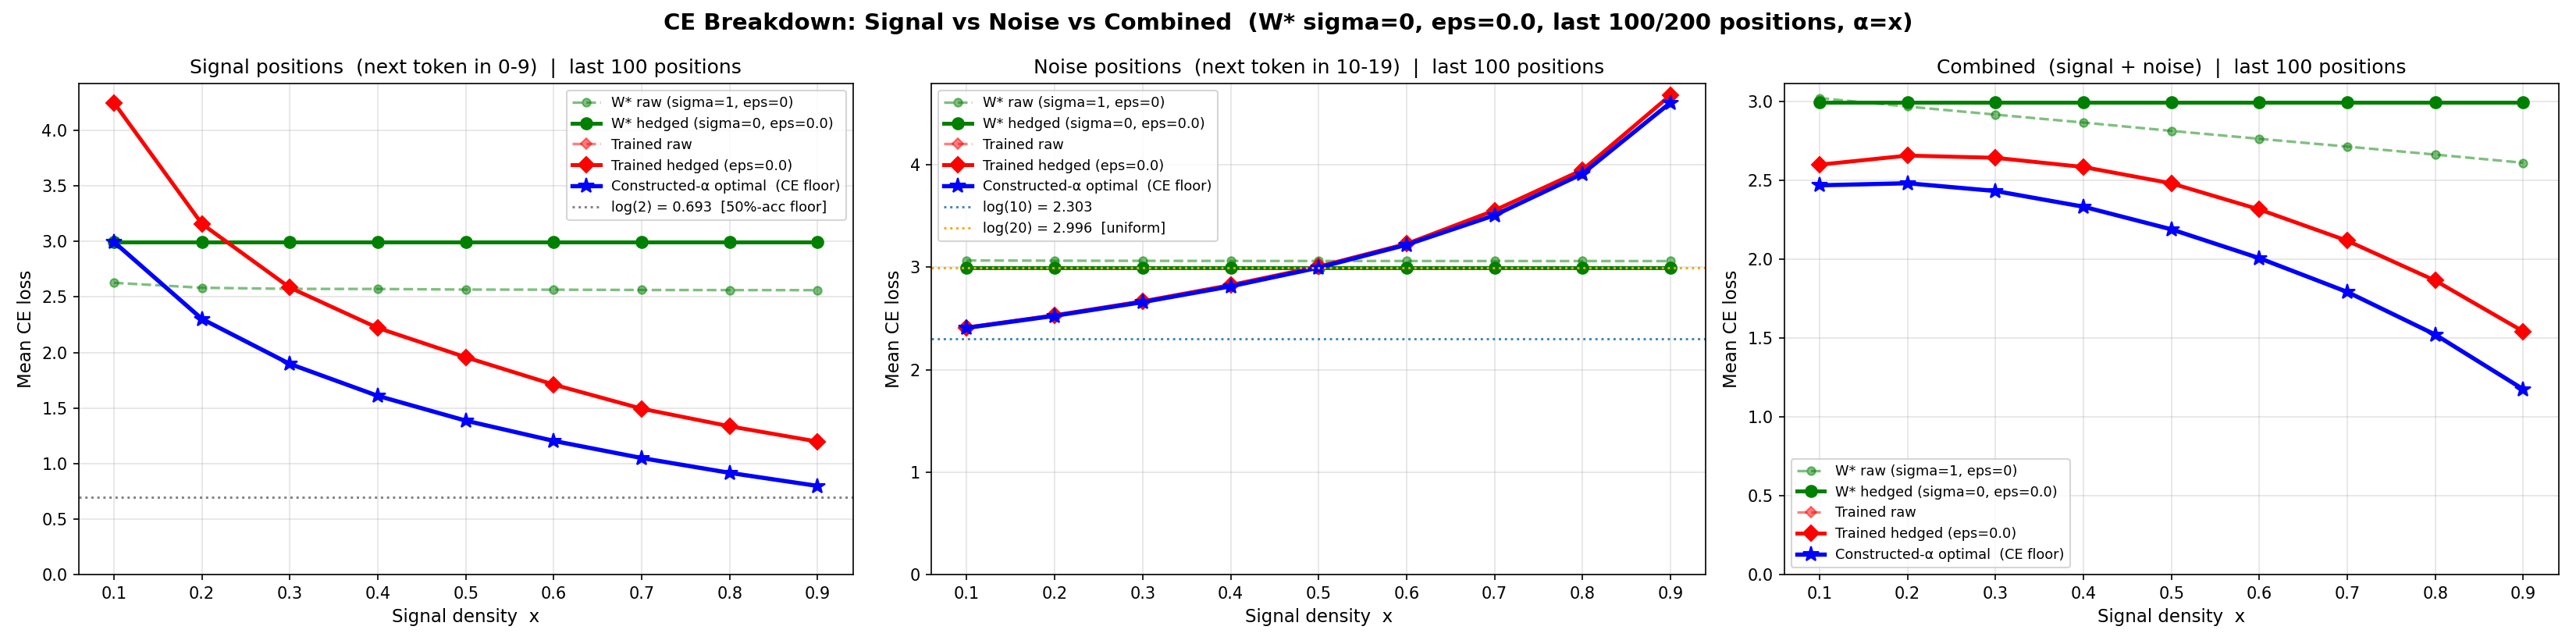 CE Breakdown: Signal vs Noise vs Combined  (W* sigma=0, eps=0.0, last 100/200 positions, α=x)
Signal positions  (next token in 0-9)  |  last 100 positions
Mean CE loss
4.0
3.5
3.0
2.5
2.0
1.5
1.0
0.5
0.0
W* raw (sigma=1, eps=0)
W* hedged (sigma=0, eps=0.0)
Trained raw
Trained hedged (eps=0.0)
Constructed-α optimal  (CE floor)
log(2) = 0.693  [50%-acc floor]
0.1 0.2 0.3 0.4 0.5 0.6 0.7 0.8 0.9
Signal density  x
Noise positions  (next token in 10-19)  |  last 100 positions
Mean CE loss
4
3
2
1
0
W* raw (sigma=1, eps=0)
W* hedged (sigma=0, eps=0.0)
Trained raw
Trained hedged (eps=0.0)
Constructed-α optimal  (CE floor)
log(10) = 2.303
log(20) = 2.996  [uniform]
0.1 0.2 0.3 0.4 0.5 0.6 0.7 0.8 0.9
Signal density  x
Combined  (signal + noise)  |  last 100 positions
Mean CE loss
3.0
2.5
2.0
1.5
1.0
0.5
0.0
W* raw (sigma=1, eps=0)
W* hedged (sigma=0, eps=0.0)
Trained raw
Trained hedged (eps=0.0)
Constructed-α optimal  (CE floor)
0.1 0.2 0.3 0.4 0.5 0.6 0.7 0.8 0.9
Signal density  x